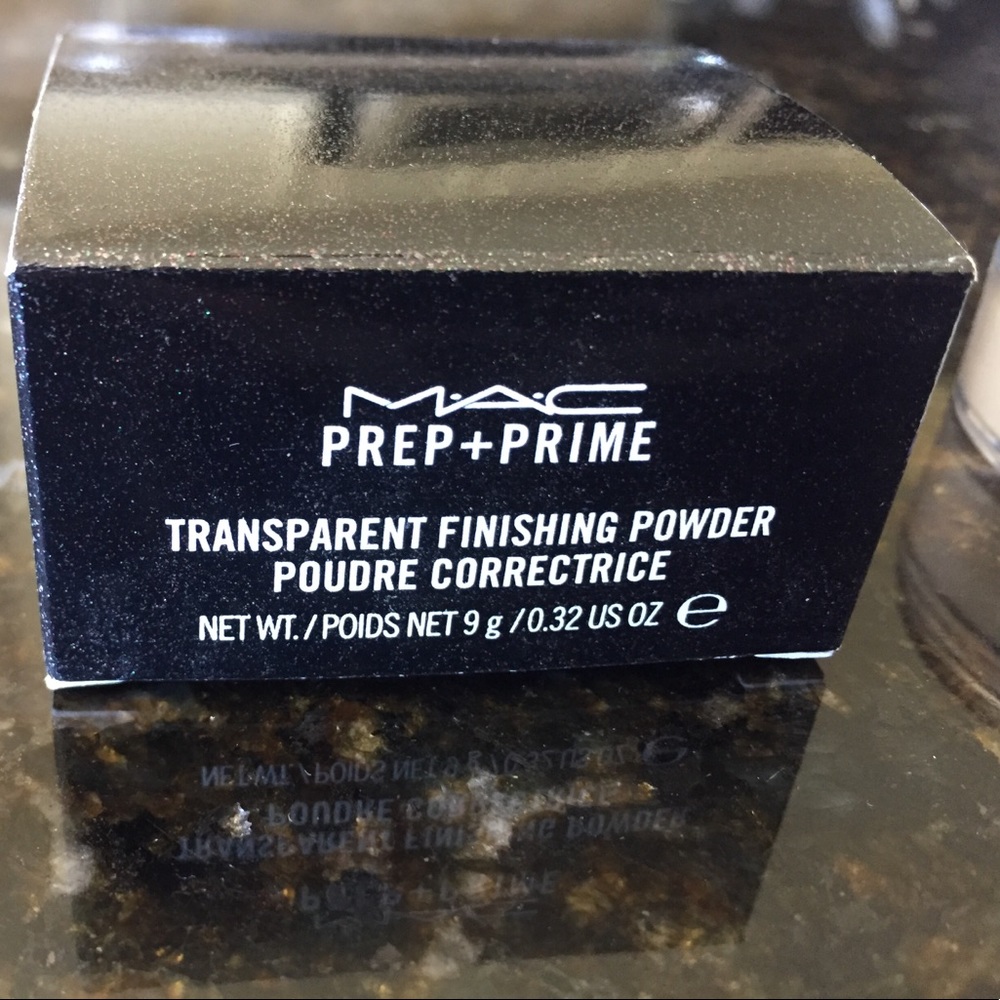 M·A·C
PREP+PRIME
TRANSPARENT FINISHING POWDER
POUDRE CORRECTRICE
NET WT. / POIDS NET 9 g / 0.32 US OZ ℮